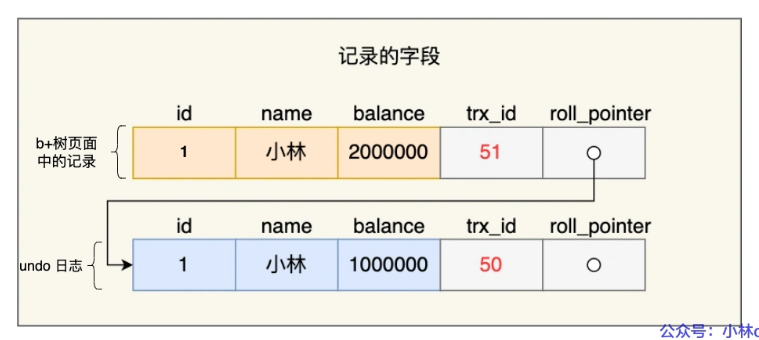 记录的字段
id name balance trx_id roll_pointer
b+树页面
中的记录
1 小林 2000000 51
id name balance trx_id roll_pointer
undo 日志 1 小林 1000000 50
公众号：小林c